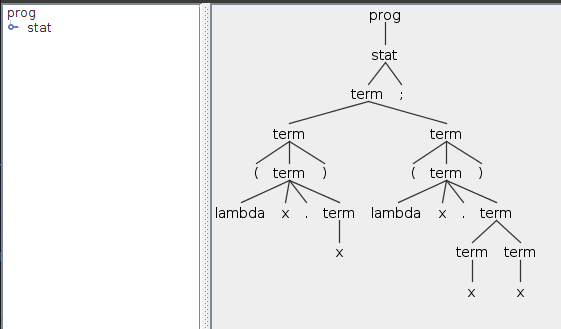 prog
stat
prog
stat
term ;
term term
( term ) ( term )
lambda x . term lambda x . term
x term term
x x